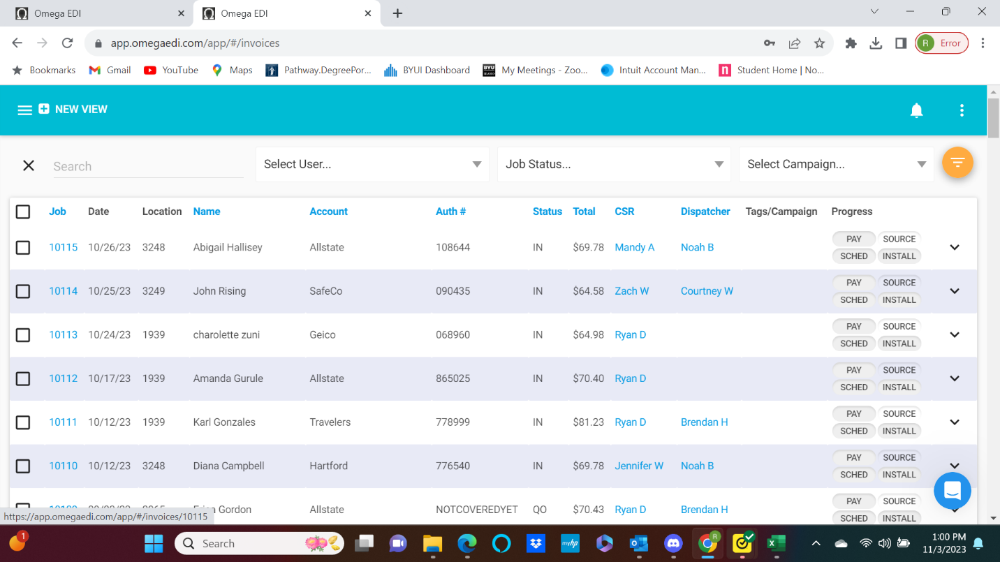 Omega EDI
Omega EDI
app.omegaedi.com/app/#/invoices
R Error
Bookmarks Gmail YouTube Maps Pathway.DegreePor... BYUI Dashboard BYU IDAHO My Meetings - Zoo... Intuit Account Man... n Student Home | No...
NEW VIEW
Search Select User... Job Status... Select Campaign...
Job Date Location Name Account Auth # Status Total CSR Dispatcher Tags/Campaign Progress
10115 10/26/23 3248 Abigail Hallisey Allstate 108644 IN $69.78 Mandy A Noah B PAY SOURCE
SCHED INSTALL
10114 10/25/23 3249 John Rising SafeCo 090435 IN $64.58 Zach W Courtney W PAY SOURCE
SCHED INSTALL
10113 10/24/23 1939 charolette zuni Geico 068960 IN $64.98 Ryan D PAY SOURCE
SCHED INSTALL
10112 10/17/23 1939 Amanda Gurule Allstate 865025 IN $70.40 Ryan D PAY SOURCE
SCHED INSTALL
10111 10/12/23 1939 Karl Gonzales Travelers 778999 IN $81.23 Ryan D Brendan H PAY SOURCE
SCHED INSTALL
10110 10/12/23 3248 Diana Campbell Hartford 776540 IN $69.78 Jennifer W Noah B PAY SOURCE
SCHED INSTALL
Gordon Allstate NOTCOVEREDYET QO $70.43 Ryan D Brendan H PAY SOURCE
SCHED INSTALL
https://app.omegaedi.com/app/#/invoices/10115
1 Search myhp R 1:00 PM
11/3/2023